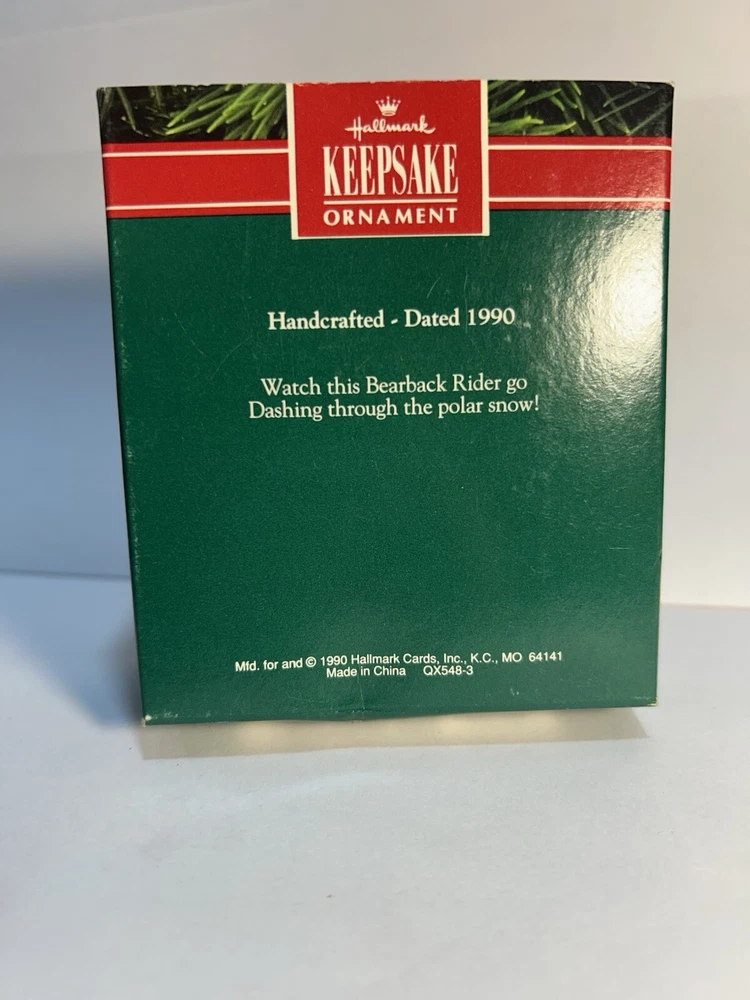 Hallmark
KEEPSAKE
ORNAMENT
Handcrafted - Dated 1990
Watch this Bearback Rider go
Dashing through the polar snow!
Mfd. for and © 1990 Hallmark Cards, Inc., K.C., MO 64141
Made in China QX548-3